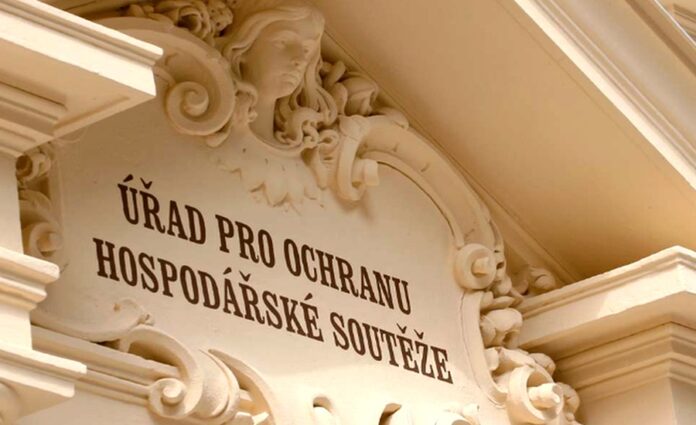 ÚŘAD PRO OCHRANU
HOSPODÁŘSKÉ SOUTĚŽE